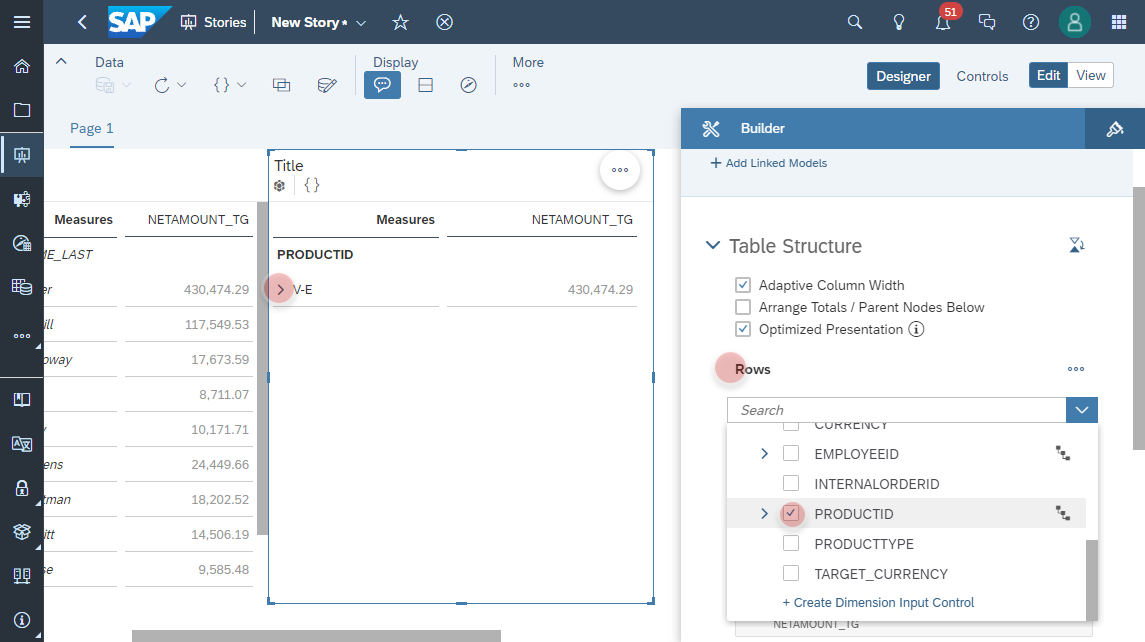 SAP Stories New Story * 51
Data Display More
Designer Controls Edit View
Page 1
Builder
Add Linked Models
Title
{ }
Measures NETAMOUNT_TG
ME_LAST
er 430,474.29
ill 117,549.53
oway 17,673.59
8,711.07
10,171.71
ens 24,449.66
tman 18,202.52
itt 14,506.19
se 9,585.48
Measures NETAMOUNT_TG
PRODUCTID
V-E 430,474.29
Table Structure
Adaptive Column Width
Arrange Totals / Parent Nodes Below
Optimized Presentation
Rows
Search
CURRENCY
EMPLOYEEID
INTERNALORDERID
PRODUCTID
PRODUCTTYPE
TARGET_CURRENCY
+ Create Dimension Input Control
NETAMOUNT_TG